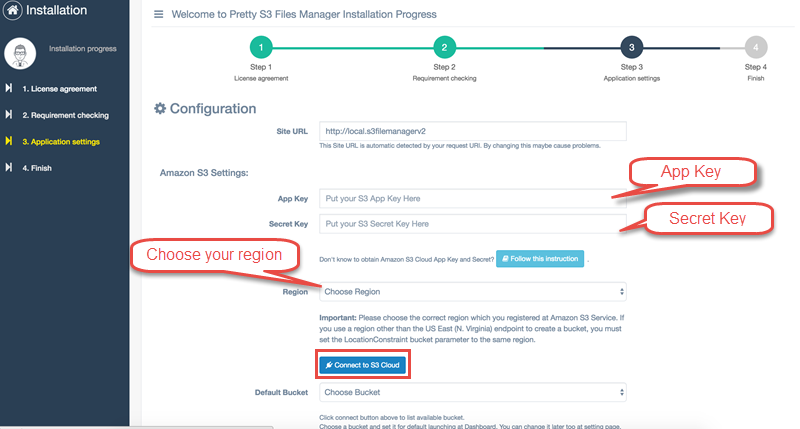 Installation
Welcome to Pretty S3 Files Manager Installation Progress
Installation progress
1. License agreement
2. Requirement checking
3. Application settings
4. Finish
1
2
3
4
Step 1
Step 2
Step 3
Step 4
License agreement
Requirement checking
Application settings
Finish
Configuration
Site URL
http://local.s3filemanagerv2
This Site URL is automatic detected by your request URI. By changing this maybe cause problems.
Amazon S3 Settings:
App Key
App Key
Put your S3 App Key Here
Secret Key
Secret Key
Put your S3 Secret Key Here
Choose your region
Don't know to obtain Amazon S3 Cloud App Key and Secret? Follow this instruction .
Region
Choose Region
Important: Please choose the correct region which you registered at Amazon S3 Service. If
you use a region other than the US East (N. Virginia) endpoint to create a bucket, you must
set the LocationConstraint bucket parameter to the same region.
Connect to S3 Cloud
Default Bucket
Choose Bucket
Click connect button above to list available bucket.
Choose a bucket and set it for default launching at Dashboard. You can change it later too at setting page.